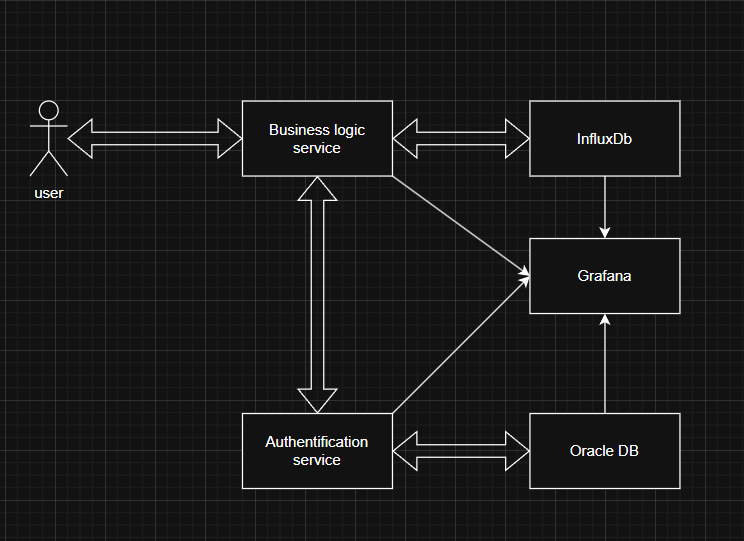 user
Business logic
service
InfluxDb
Grafana
Authentification
service
Oracle DB